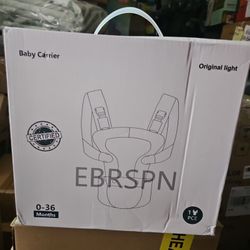 Baby Carrier
Original light
CERTIFIED
EBRSPN
0-36
Months
1
PCS